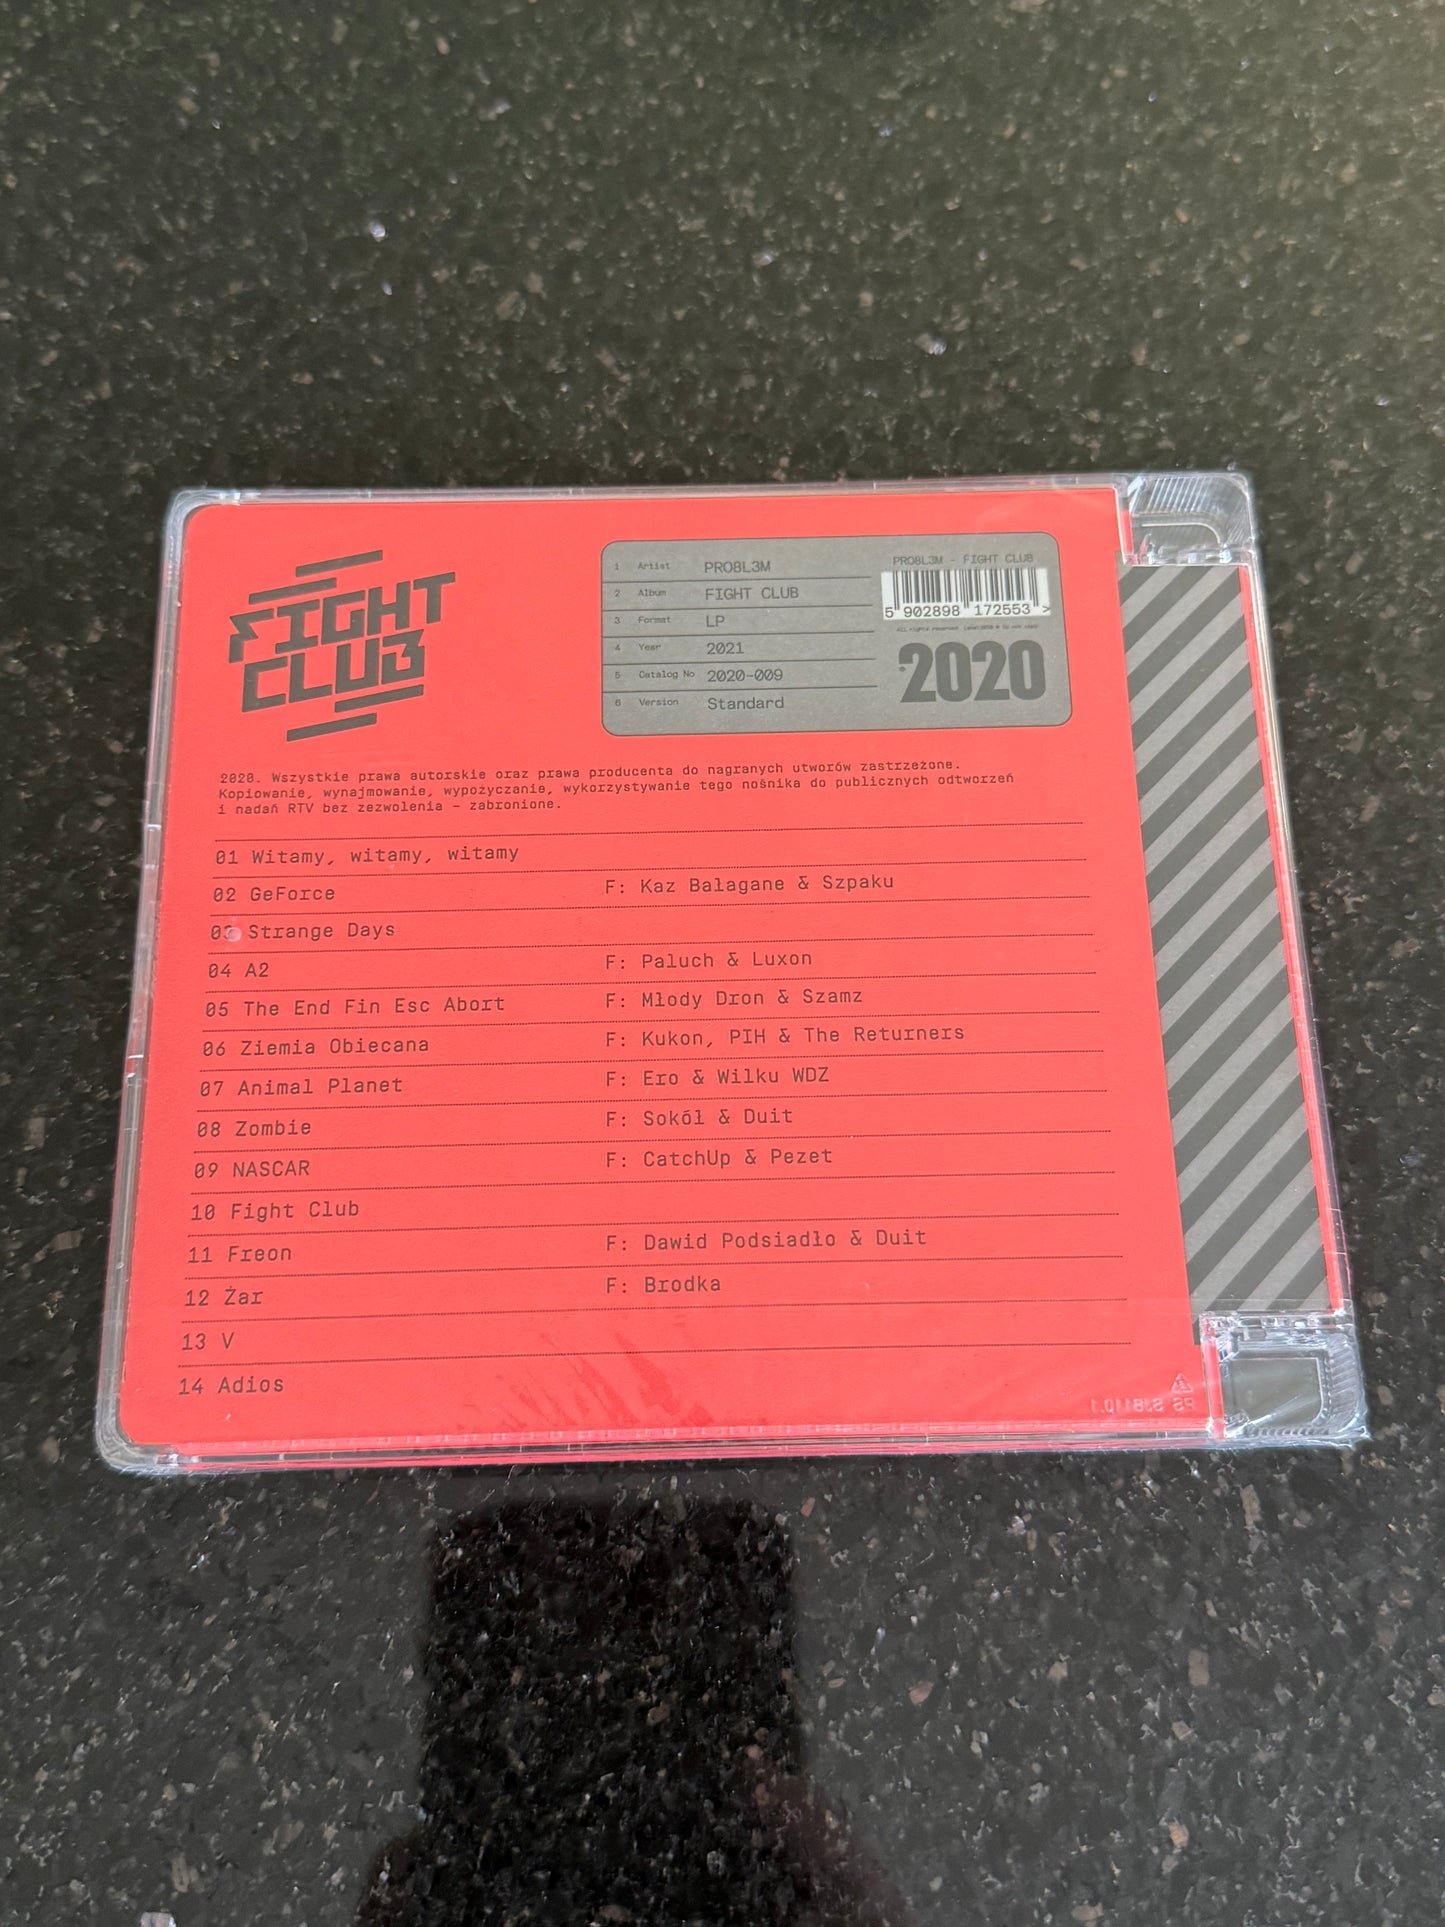 FIGHT
CLUB
1 Artist PRO8L3M
2 Album FIGHT CLUB
3 Format LP
4 Year 2021
5 Catalog No 2020-009
6 Version Standard
PRO8L3M - FIGHT CLUB
5 902898 172553 >
2020
2020. Wszystkie prawa autorskie oraz prawa producenta do nagranych utworów zastrzeżone.
Kopiowanie, wynajmowanie, wypożyczanie, wykorzystywanie tego nośnika do publicznych odtworzeń
i nadań RTV bez zezwolenia – zabronione.
01 Witamy, witamy, witamy
02 GeForce F: Kaz Bałagane & Szpaku
03 Strange Days
04 A2 F: Paluch & Luxon
05 The End Fin Esc Abort F: Młody Dron & Szamz
06 Ziemia Obiecana F: Kukon, PIH & The Returners
07 Animal Planet F: Ero & Wilku WDZ
08 Zombie F: Sokół & Duit
09 NASCAR F: CatchUp & Pezet
10 Fight Club
11 Freon F: Dawid Podsiadło & Duit
12 Żar F: Brodka
13 V
14 Adios
PS SJB110.1